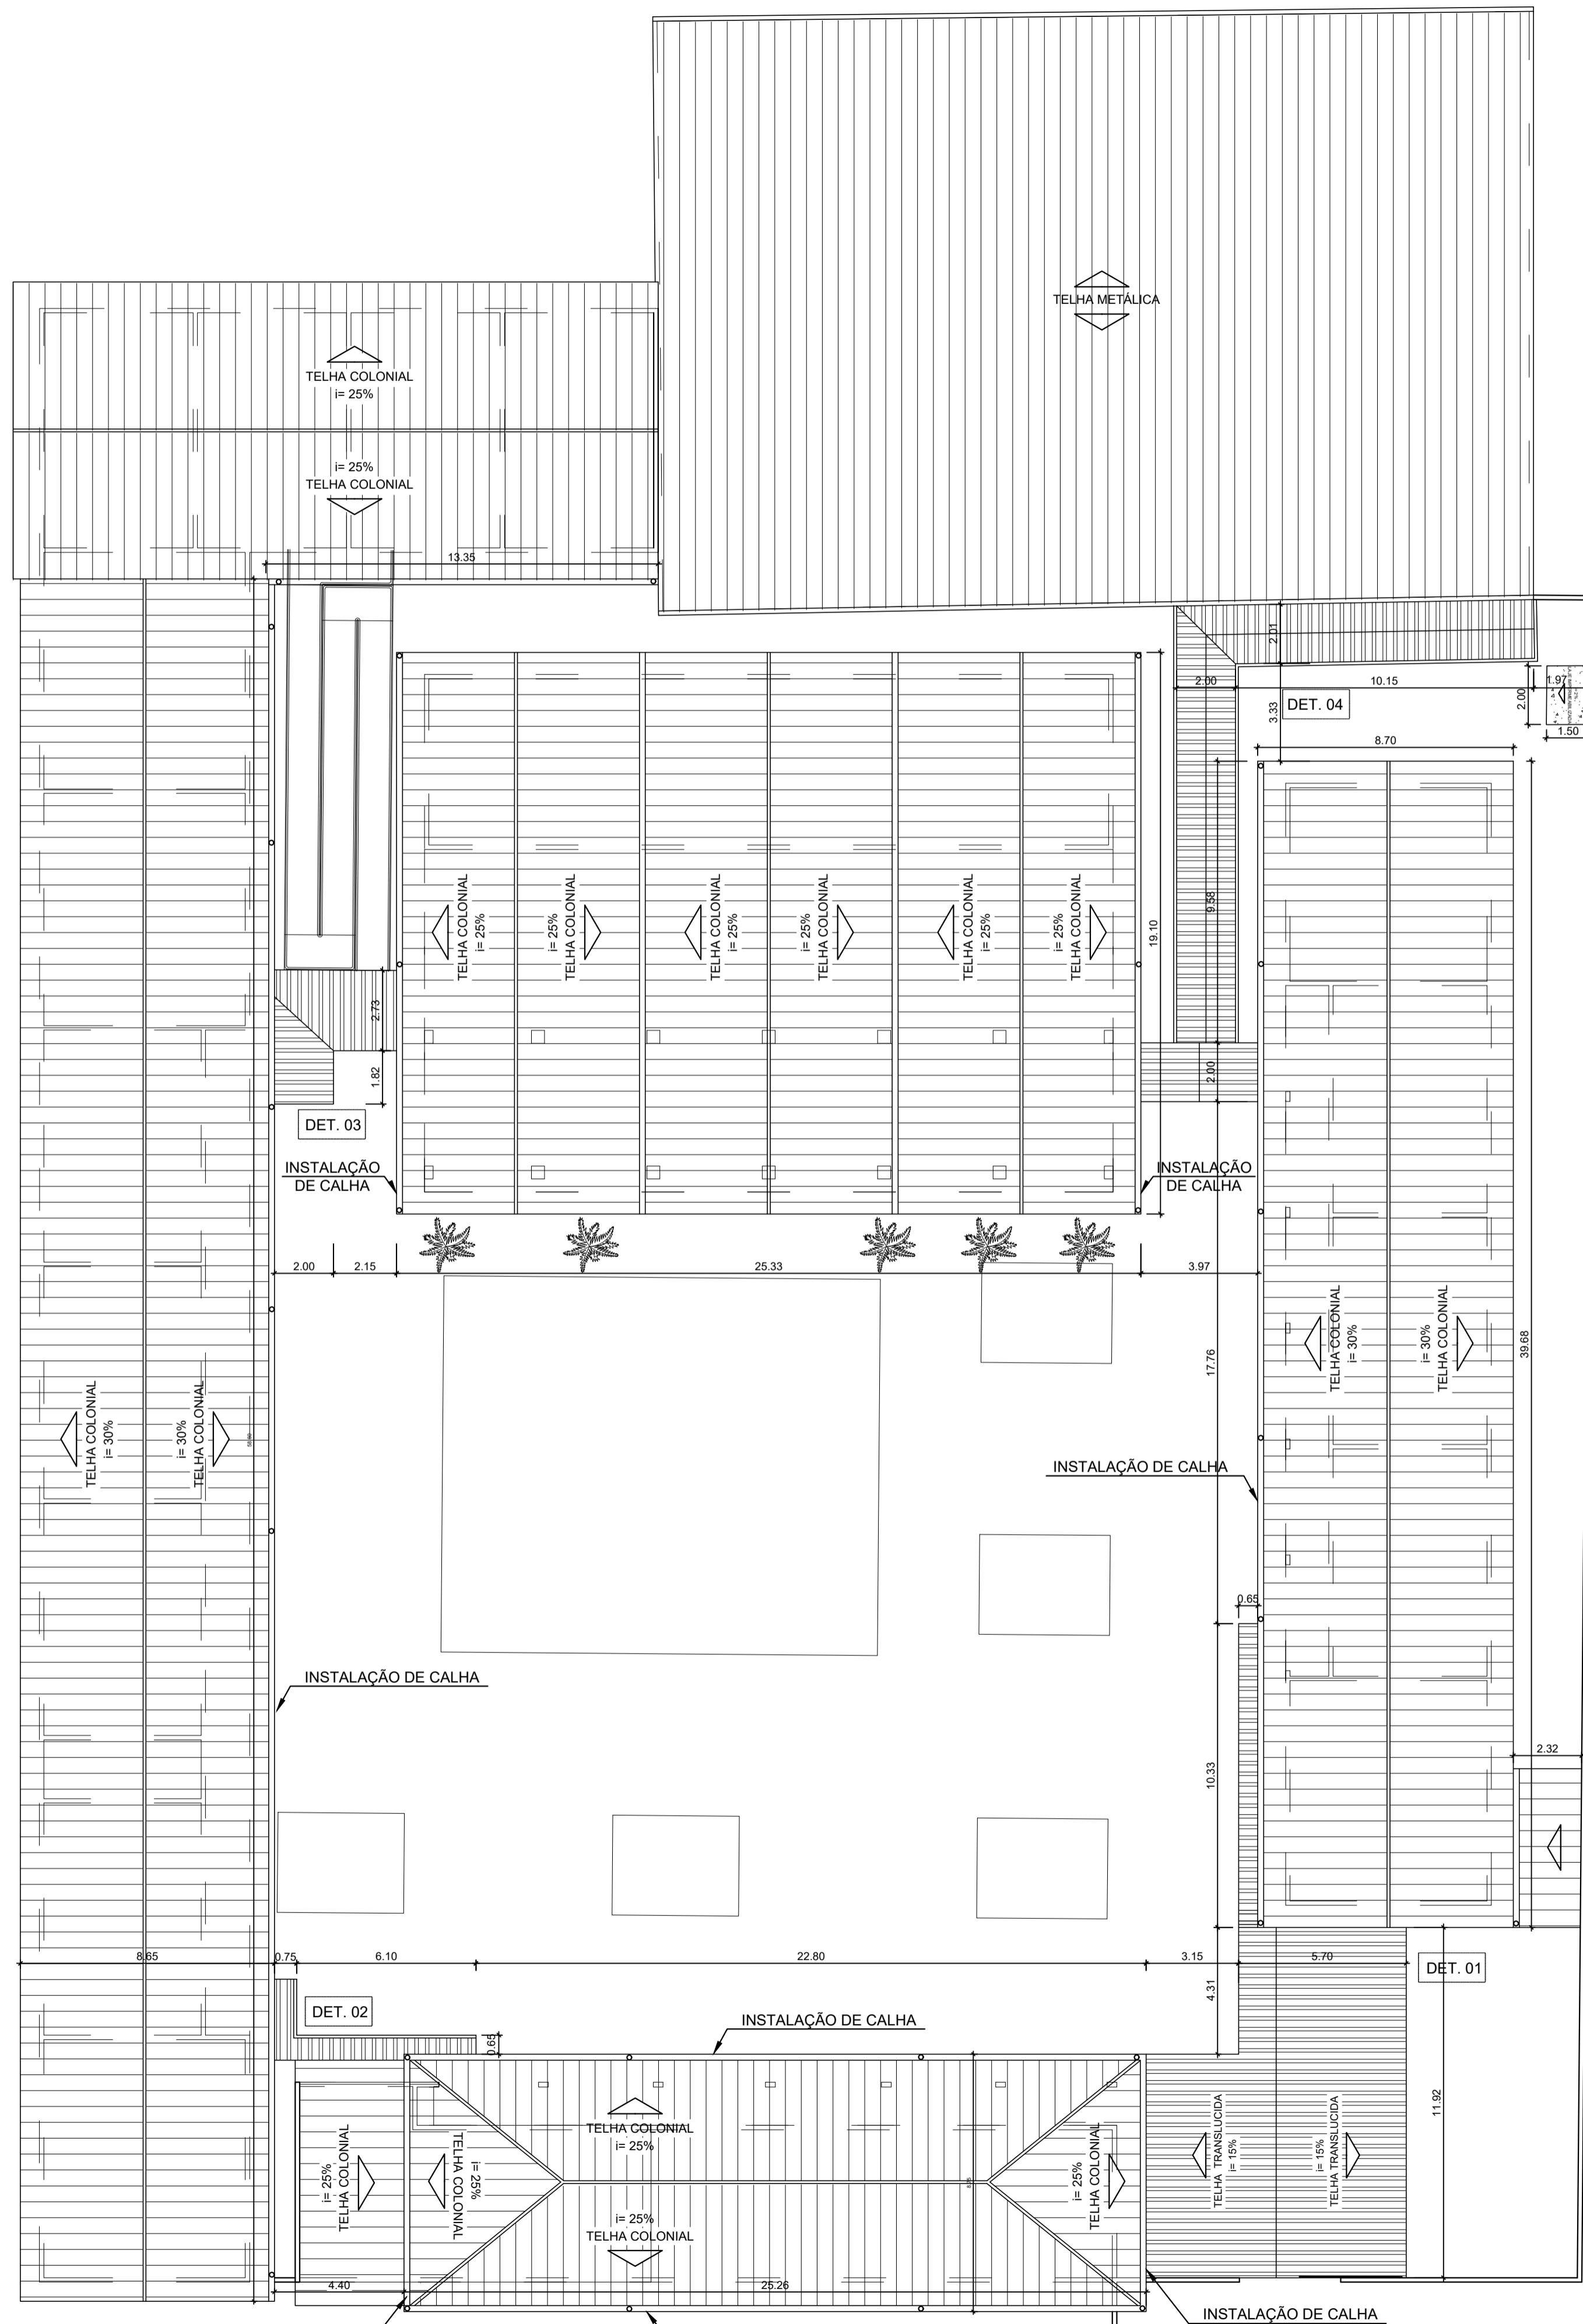 TELHA METÁLICA
TELHA COLONIAL
i= 25%
i= 25%
TELHA COLONIAL
13.35
2.01
2.00
10.15
1.97
2.00
3.33
DET. 04
1.50
8.70
TELHA COLONIAL
i= 25%
i= 25%
TELHA COLONIAL
TELHA COLONIAL
i= 25%
i= 25%
TELHA COLONIAL
TELHA COLONIAL
i= 25%
i= 25%
TELHA COLONIAL
19.10
9.58
2.73
1.82
2.00
DET. 03
INSTALAÇÃO
DE CALHA
INSTALAÇÃO
DE CALHA
2.00
2.15
25.33
3.97
17.76
TELHA COLONIAL
i= 30%
i= 30%
TELHA COLONIAL
39.68
TELHA COLONIAL
i= 30%
i= 30%
TELHA COLONIAL
INSTALAÇÃO DE CALHA
0.65
INSTALAÇÃO DE CALHA
10.33
2.32
8.65
0.75
6.10
22.80
3.15
5.70
DET. 01
4.31
DET. 02
0.65
INSTALAÇÃO DE CALHA
11.92
i= 25%
TELHA COLONIAL
i= 25%
TELHA COLONIAL
TELHA COLONIAL
i= 25%
i= 25%
TELHA COLONIAL
i= 25%
TELHA COLONIAL
TELHA TRANSLUCIDA
i= 15%
i= 15%
TELHA TRANSLUCIDA
4.40
25.26
INSTALAÇÃO DE CALHA